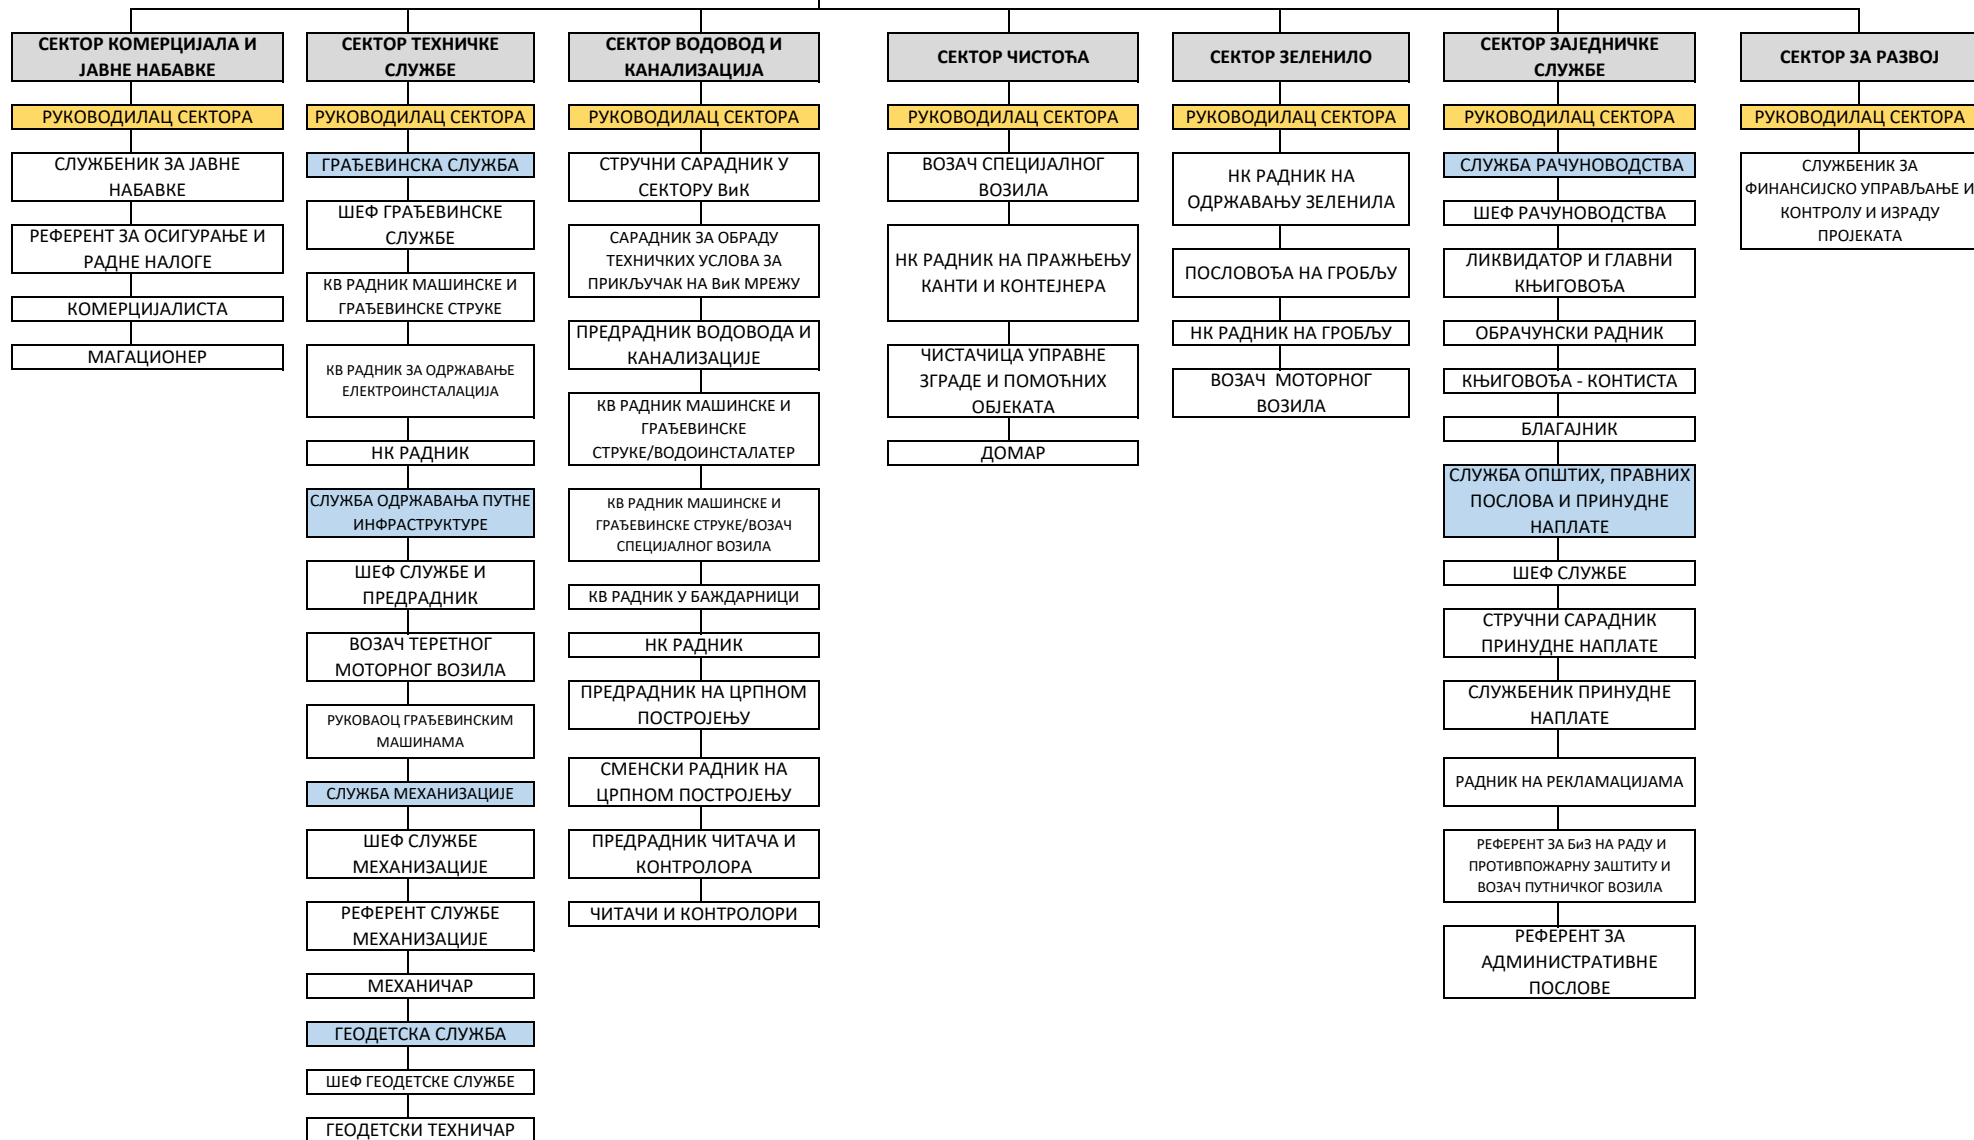 СЕКТОР КОМЕРЦИЈАЛА И
ЈАВНЕ НАБАВКЕ
РУКОВОДИЛАЦ СЕКТОРА
СЛУЖБЕНИК ЗА ЈАВНЕ
НАБАВКЕ
РЕФЕРЕНТ ЗА ОСИГУРАЊЕ И
РАДНЕ НАЛОГЕ
КОМЕРЦИЈАЛИСТА
МАГАЦИОНЕР
СЕКТОР ТЕХНИЧКЕ
СЛУЖБЕ
РУКОВОДИЛАЦ СЕКТОРА
ГРАЂЕВИНСКА СЛУЖБА
ШЕФ ГРАЂЕВИНСКЕ
СЛУЖБЕ
КВ РАДНИК МАШИНСКЕ И
ГРАЂЕВИНСКЕ СТРУКЕ
КВ РАДНИК ЗА ОДРЖАВАЊЕ
ЕЛЕКТРОИНСТАЛАЦИЈА
НК РАДНИК
СЛУЖБА ОДРЖАВАЊА ПУТНЕ
ИНФРАСТРУКТУРЕ
ШЕФ СЛУЖБЕ И
ПРЕДРАДНИК
ВОЗАЧ ТЕРЕТНОГ
МОТОРНОГ ВОЗИЛА
РУКОВАОЦ ГРАЂЕВИНСКИМ
МАШИНАМА
СЛУЖБА МЕХАНИЗАЦИЈЕ
ШЕФ СЛУЖБЕ
МЕХАНИЗАЦИЈЕ
РЕФЕРЕНТ СЛУЖБЕ
МЕХАНИЗАЦИЈЕ
МЕХАНИЧАР
ГЕОДЕТСКА СЛУЖБА
ШЕФ ГЕОДЕТСКЕ СЛУЖБЕ
ГЕОДЕТСКИ ТЕХНИЧАР
СЕКТОР ВОДОВОД И
КАНАЛИЗАЦИЈА
РУКОВОДИЛАЦ СЕКТОРА
СТРУЧНИ САРАДНИК У
СЕКТОРУ ВиК
САРАДНИК ЗА ОБРАДУ
ТЕХНИЧКИХ УСЛОВА ЗА
ПРИКЉУЧАК НА ВиК МРЕЖУ
ПРЕДРАДНИК ВОДОВОДА И
КАНАЛИЗАЦИЈЕ
КВ РАДНИК МАШИНСКЕ И
ГРАЂЕВИНСКЕ
СТРУКЕ/ВОДОИНСТАЛАТЕР
КВ РАДНИК МАШИНСКЕ И
ГРАЂЕВИНСКЕ СТРУКЕ/ВОЗАЧ
СПЕЦИЈАЛНОГ ВОЗИЛА
КВ РАДНИК У БАЖДАРНИЦИ
НК РАДНИК
ПРЕДРАДНИК НА ЦРПНОМ
ПОСТРОЈЕЊУ
СМЕНСКИ РАДНИК НА
ЦРПНОМ ПОСТРОЈЕЊУ
ПРЕДРАДНИК ЧИТАЧА И
КОНТРОЛОРА
ЧИТАЧИ И КОНТРОЛОРИ
СЕКТОР ЧИСТОЋА
РУКОВОДИЛАЦ СЕКТОРА
ВОЗАЧ СПЕЦИЈАЛНОГ
ВОЗИЛА
НК РАДНИК НА ПРАЖЊЕЊУ
КАНТИ И КОНТЕЈНЕРА
ЧИСТАЧИЦА УПРАВНЕ
ЗГРАДЕ И ПОМОЋНИХ
ОБЈЕКАТА
ДОМАР
СЕКТОР ЗЕЛЕНИЛО
РУКОВОДИЛАЦ СЕКТОРА
НК РАДНИК НА
ОДРЖАВАЊУ ЗЕЛЕНИЛА
ПОСЛОВОЂА НА ГРОБЉУ
НК РАДНИК НА ГРОБЉУ
ВОЗАЧ МОТОРНОГ
ВОЗИЛА
СЕКТОР ЗАЈЕДНИЧКЕ
СЛУЖБЕ
РУКОВОДИЛАЦ СЕКТОРА
СЛУЖБА РАЧУНОВОДСТВА
ШЕФ РАЧУНОВОДСТВА
ЛИКВИДАТОР И ГЛАВНИ
КЊИГОВОЂА
ОБРАЧУНСКИ РАДНИК
КЊИГОВОЂА - КОНТИСТА
БЛАГАЈНИК
СЛУЖБА ОПШТИХ, ПРАВНИХ
ПОСЛОВА И ПРИНУДНЕ
НАПЛАТЕ
ШЕФ СЛУЖБЕ
СТРУЧНИ САРАДНИК
ПРИНУДНЕ НАПЛАТЕ
СЛУЖБЕНИК ПРИНУДНЕ
НАПЛАТЕ
РАДНИК НА РЕКЛАМАЦИЈАМА
РЕФЕРЕНТ ЗА БиЗ НА РАДУ И
ПРОТИВПОЖАРНУ ЗАШТИТУ И
ВОЗАЧ ПУТНИЧКОГ ВОЗИЛА
РЕФЕРЕНТ ЗА
АДМИНИСТРАТИВНЕ
ПОСЛОВЕ
СЕКТОР ЗА РАЗВОЈ
РУКОВОДИЛАЦ СЕКТОРА
СЛУЖБЕНИК ЗА
ФИНАНСИЈСКО УПРАВЉАЊЕ И
КОНТРОЛУ И ИЗРАДУ
ПРОЈЕКАТА